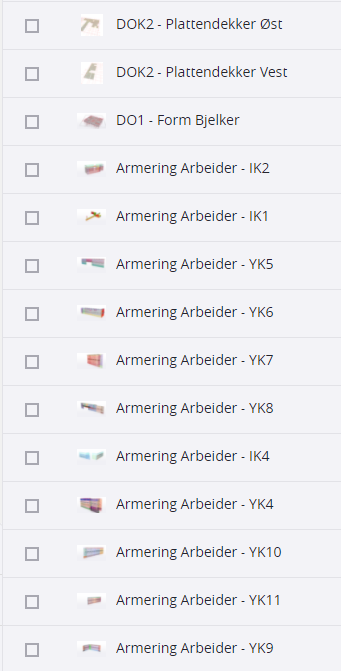 DOK2 - Plattendekker Øst
DOK2 - Plattendekker Vest
DO1 - Form Bjelker
Armering Arbeider - IK2
Armering Arbeider - IK1
Armering Arbeider - YK5
Armering Arbeider - YK6
Armering Arbeider - YK7
Armering Arbeider - YK8
Armering Arbeider - IK4
Armering Arbeider - YK4
Armering Arbeider - YK10
Armering Arbeider - YK11
Armering Arbeider - YK9